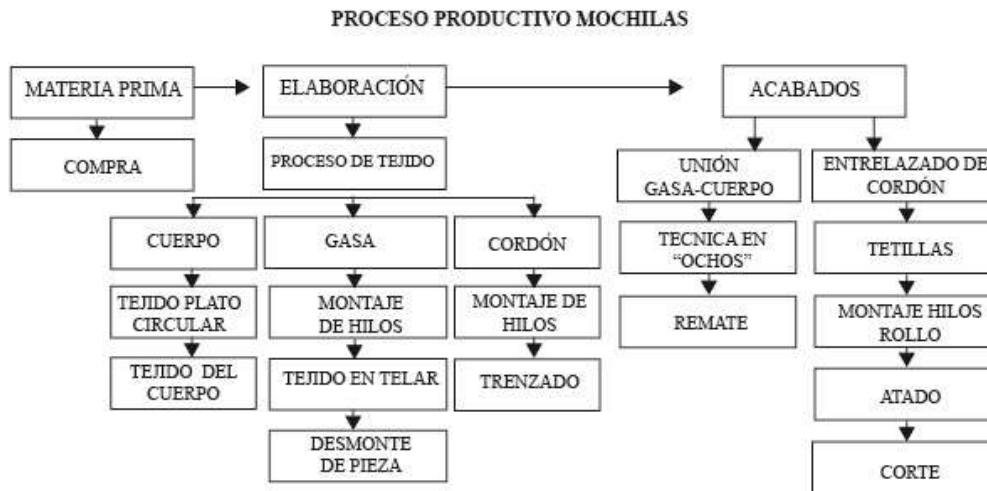 PROCESO PRODUCTIVO MOCHILAS
MATERIA PRIMA
COMPRA
ELABORACIÓN
PROCESO DE TEJIDO
CUERPO
TEJIDO PLATO
CIRCULAR
TEJIDO DEL
CUERPO
GASA
MONTAJE
DE HILOS
TEJIDO EN TELAR
DESMONTE
DE PIEZA
CORDÓN
MONTAJE DE
HILOS
TRENZADO
ACABADOS
UNIÓN
GASA-CUERPO
TECNICA EN
“OCHOS”
REMATE
ENTRELAZADO DE
CORDÓN
TETILLAS
MONTAJE HILOS
ROLLO
ATADO
CORTE